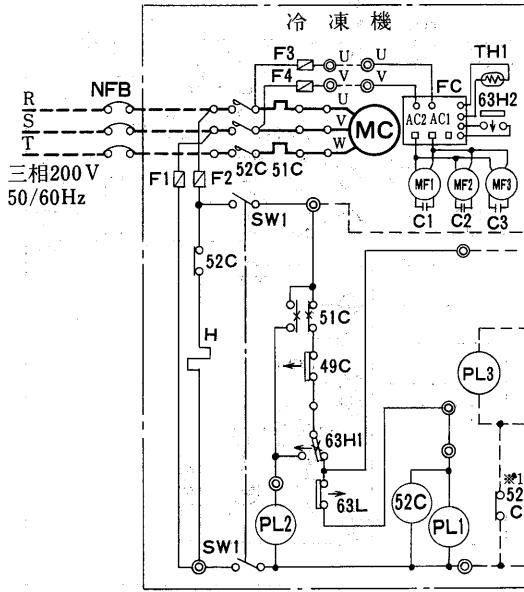 冷凍機
F3 U U
F4 V V
TH1
FC
63H2
NFB
R
S
T
U
V
W
MC
AC2 AC1
52C 51C
三相200V
50/60Hz
F1 F2
MF1 MF2 MF3
C1 C2 C3
SW1
52C
51C
H
49C
PL3
63H1
※1
52
C
63L
52C
PL2
PL1
SW1